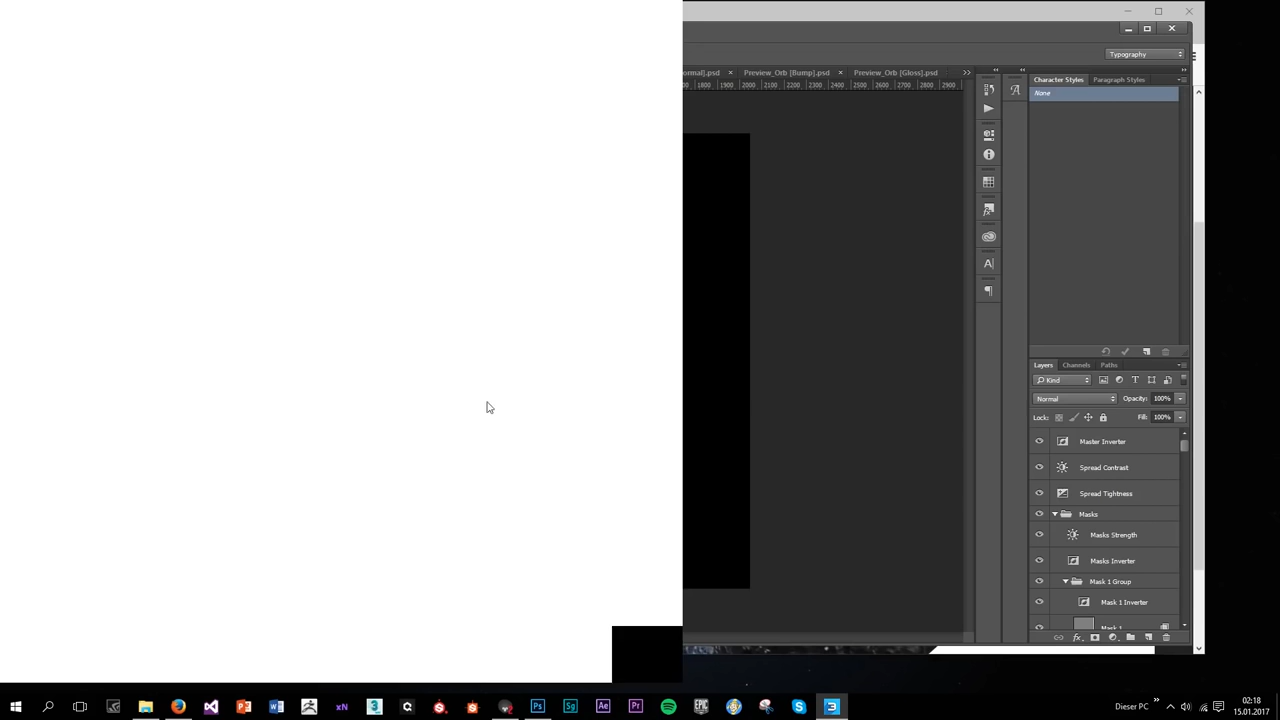 Typography
ormal].psd × Preview_Orb [Bump].psd × Preview_Orb [Gloss].psd
1800 1900 2000 2100 2200 2300 2400 2500 2600 2700 2800 2900
Character Styles Paragraph Styles
None
Layers Channels Paths
Kind
Normal Opacity: 100%
Lock: Fill: 100%
Master Inverter
Spread Contrast
Spread Tightness
Masks
Masks Strength
Masks Inverter
Mask 1 Group
Mask 1 Inverter
Mask 1
Dieser PC
02:18
15.01.2017